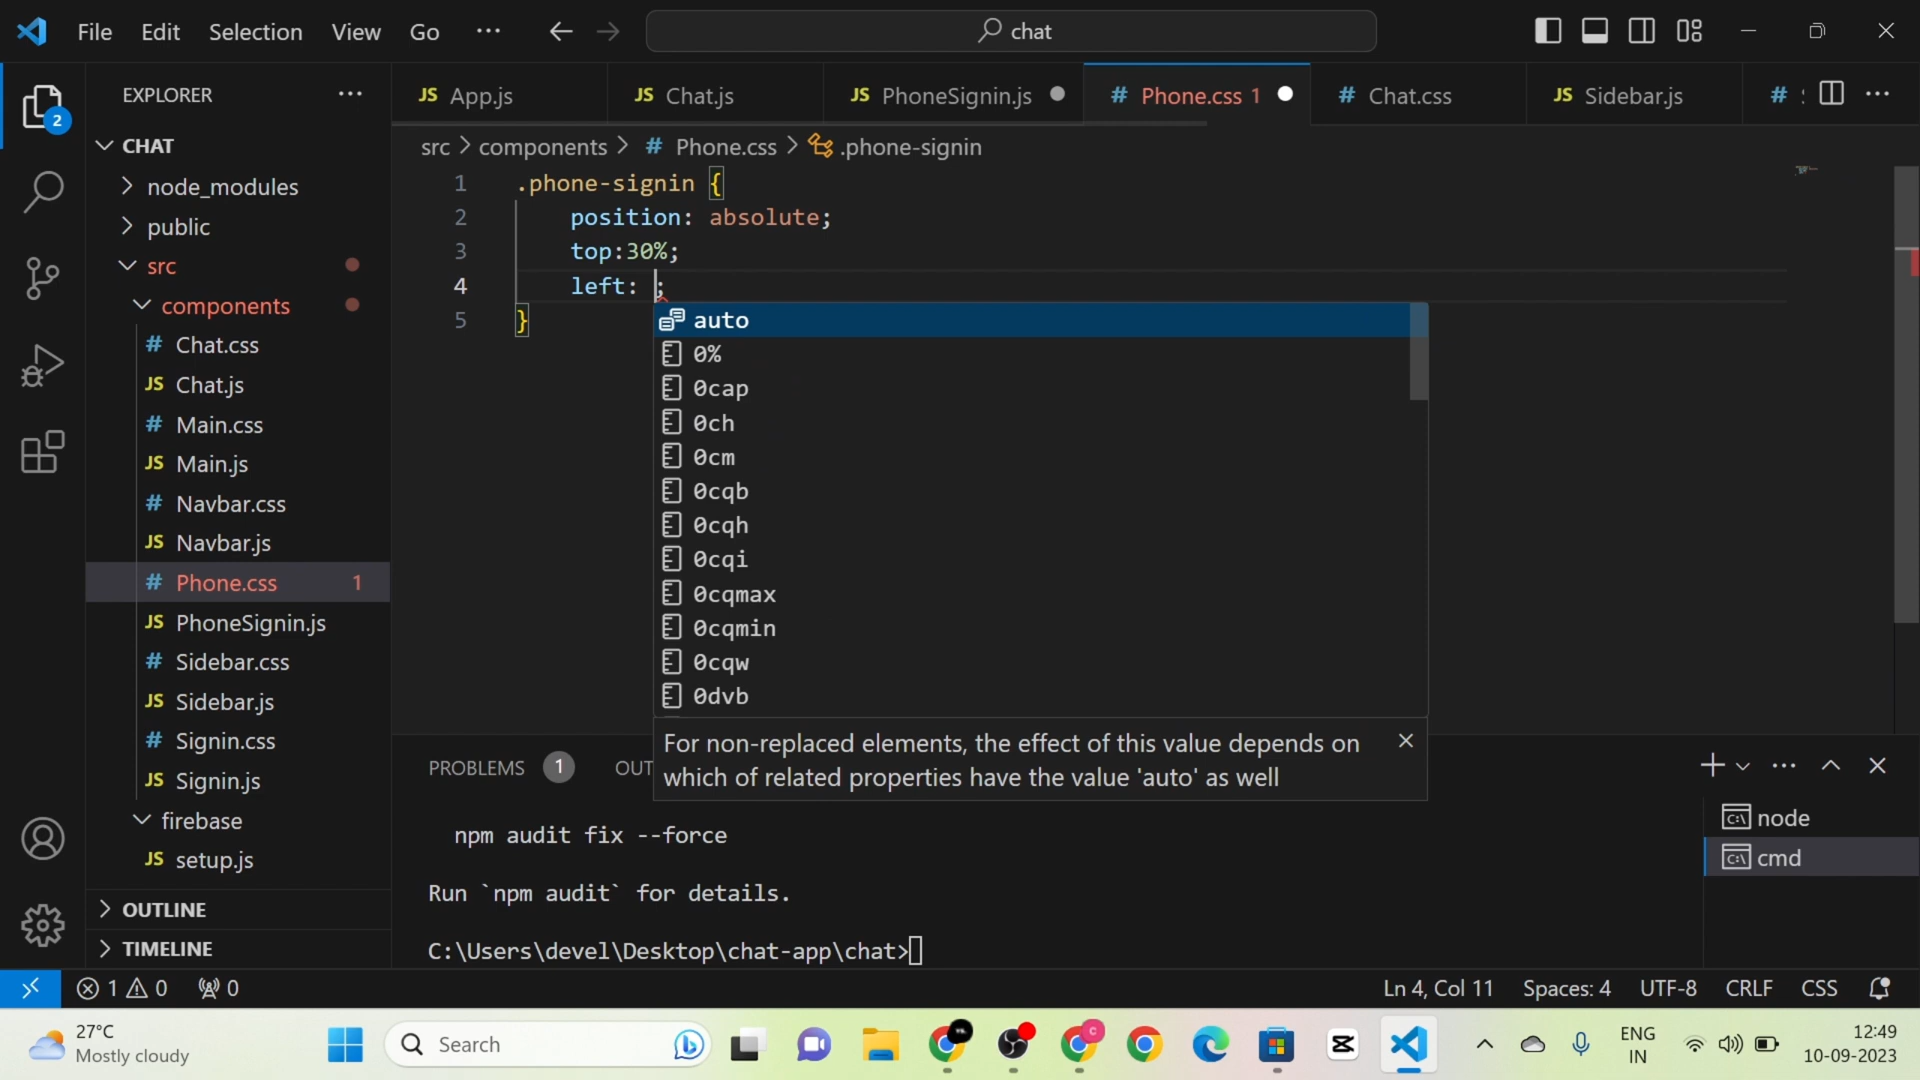 File Edit Selection View Go ··· chat
EXPLORER ···
CHAT
node_modules
public
src
components
# Chat.css
JS Chat.js
# Main.css
JS Main.js
# Navbar.css
JS Navbar.js
# Phone.css 1
JS PhoneSignin.js
# Sidebar.css
JS Sidebar.js
# Signin.css
JS Signin.js
firebase
JS setup.js
OUTLINE
TIMELINE
2
JS App.js JS Chat.js JS PhoneSignin.js # Phone.css 1 # Chat.css JS Sidebar.js #
src > components > # Phone.css > .phone-signin
1 .phone-signin {
2 position: absolute;
3 top:30%;
4 left: ;
5 }
auto
0%
0cap
0ch
0cm
0cqb
0cqh
0cqi
0cqmax
0cqmin
0cqw
0dvb
For non-replaced elements, the effect of this value depends on
which of related properties have the value 'auto' as well
PROBLEMS 1 OUT
npm audit fix --force
Run `npm audit` for details.
C:\Users\devel\Desktop\chat-app\chat>
node
cmd
1 0 0 Ln 4, Col 11 Spaces: 4 UTF-8 CRLF CSS
27°C
Mostly cloudy
Search
ENG
IN
12:49
10-09-2023